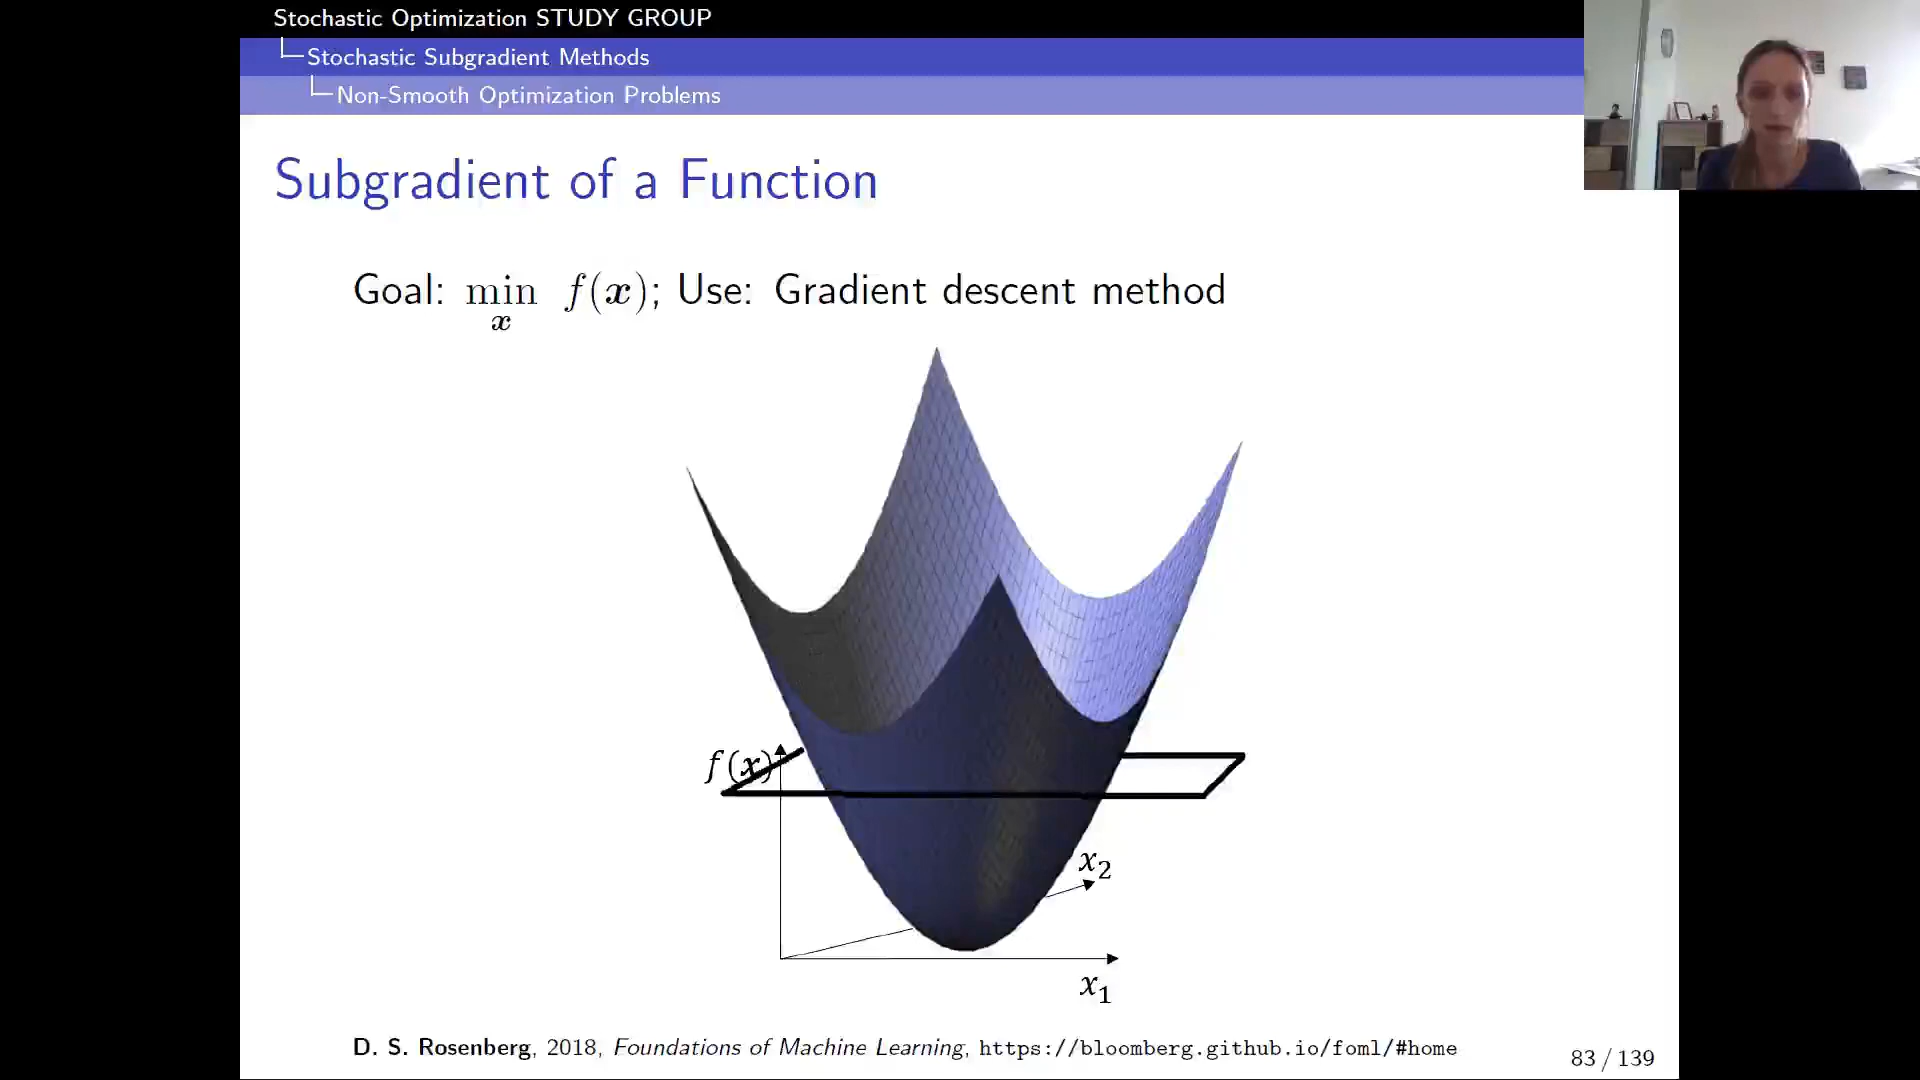 Stochastic Optimization STUDY GROUP
Stochastic Subgradient Methods
Non-Smooth Optimization Problems
Subgradient of a Function
Goal: min f(x); Use: Gradient descent method
x
f(x)
x₂
x₁
D. S. Rosenberg, 2018, Foundations of Machine Learning, https://bloomberg.github.io/foml/#home
83 / 139